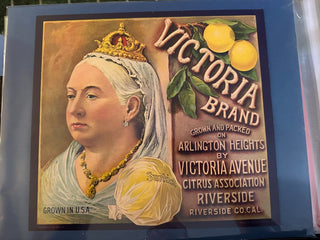 VICTORIA
BRAND
GROWN AND PACKED
ON
ARLINGTON HEIGHTS
BY
VICTORIA AVENUE
CITRUS ASSOCIATION
RIVERSIDE
RIVERSIDE CO. CAL.
GROWN IN U.S.A.